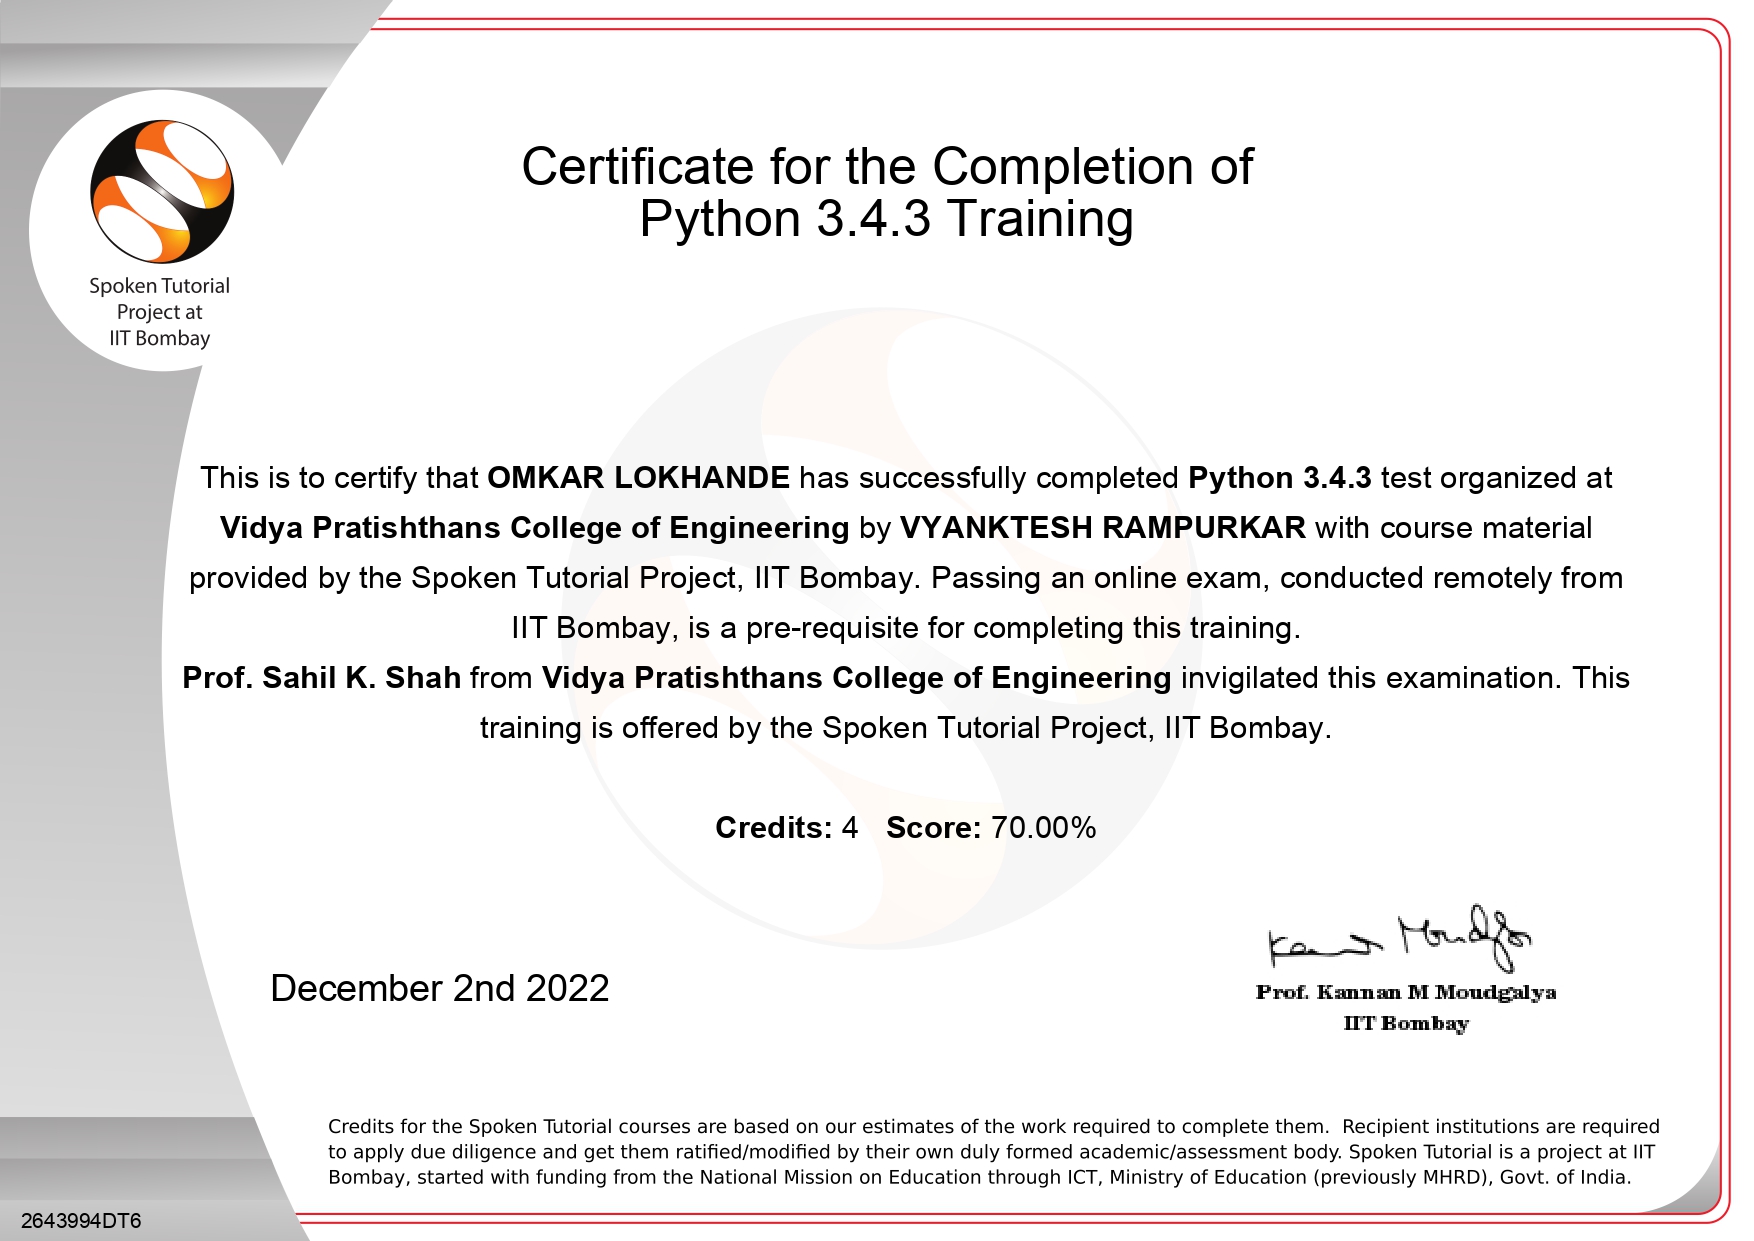 Spoken Tutorial
Project at
IIT Bombay
Certificate for the Completion of
Python 3.4.3 Training
This is to certify that OMKAR LOKHANDE has successfully completed Python 3.4.3 test organized at
Vidya Pratishthans College of Engineering by VYANKTESH RAMPURKAR with course material
provided by the Spoken Tutorial Project, IIT Bombay. Passing an online exam, conducted remotely from
IIT Bombay, is a pre-requisite for completing this training.
Prof. Sahil K. Shah from Vidya Pratishthans College of Engineering invigilated this examination. This
training is offered by the Spoken Tutorial Project, IIT Bombay.
Credits: 4 Score: 70.00%
Kannan Moudgalya
December 2nd 2022
Prof. Kannan M Moudgalya
IIT Bombay
Credits for the Spoken Tutorial courses are based on our estimates of the work required to complete them. Recipient institutions are required
to apply due diligence and get them ratified/modified by their own duly formed academic/assessment body. Spoken Tutorial is a project at IIT
Bombay, started with funding from the National Mission on Education through ICT, Ministry of Education (previously MHRD), Govt. of India.
2643994DT6